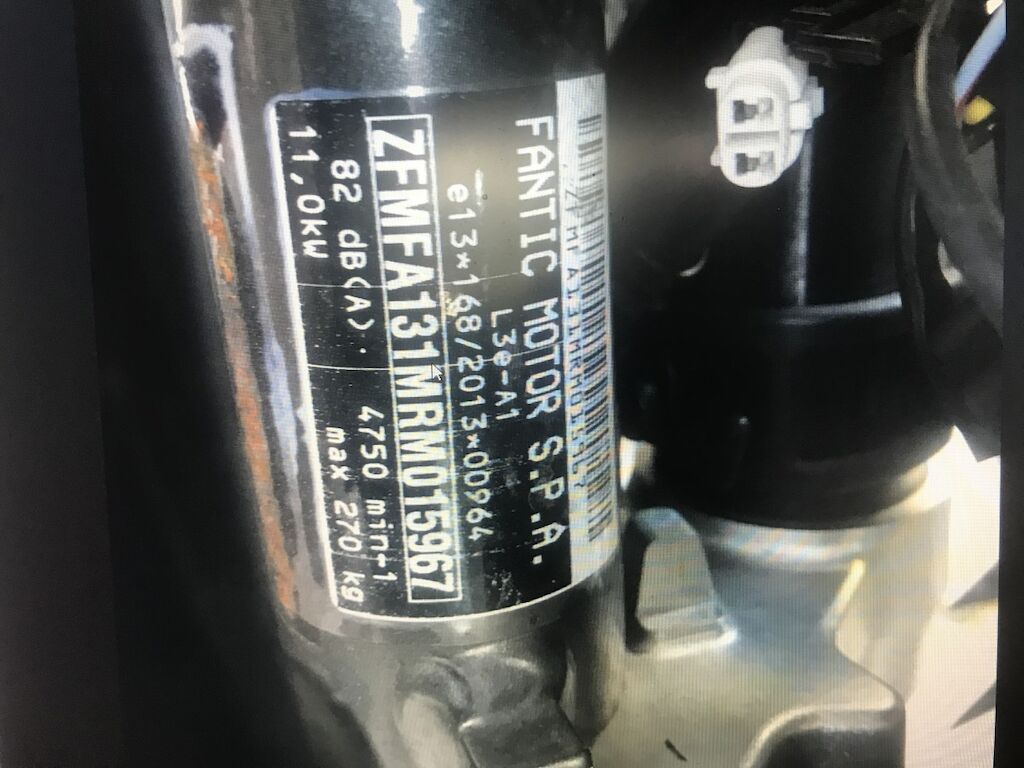 FANTIC MOTOR S.P.A.
L3e-A1
e13*168/2013*00964
ZFMFA131MRM015967
82 dB(A). 4750 min-1
11,0kW max 270 kg